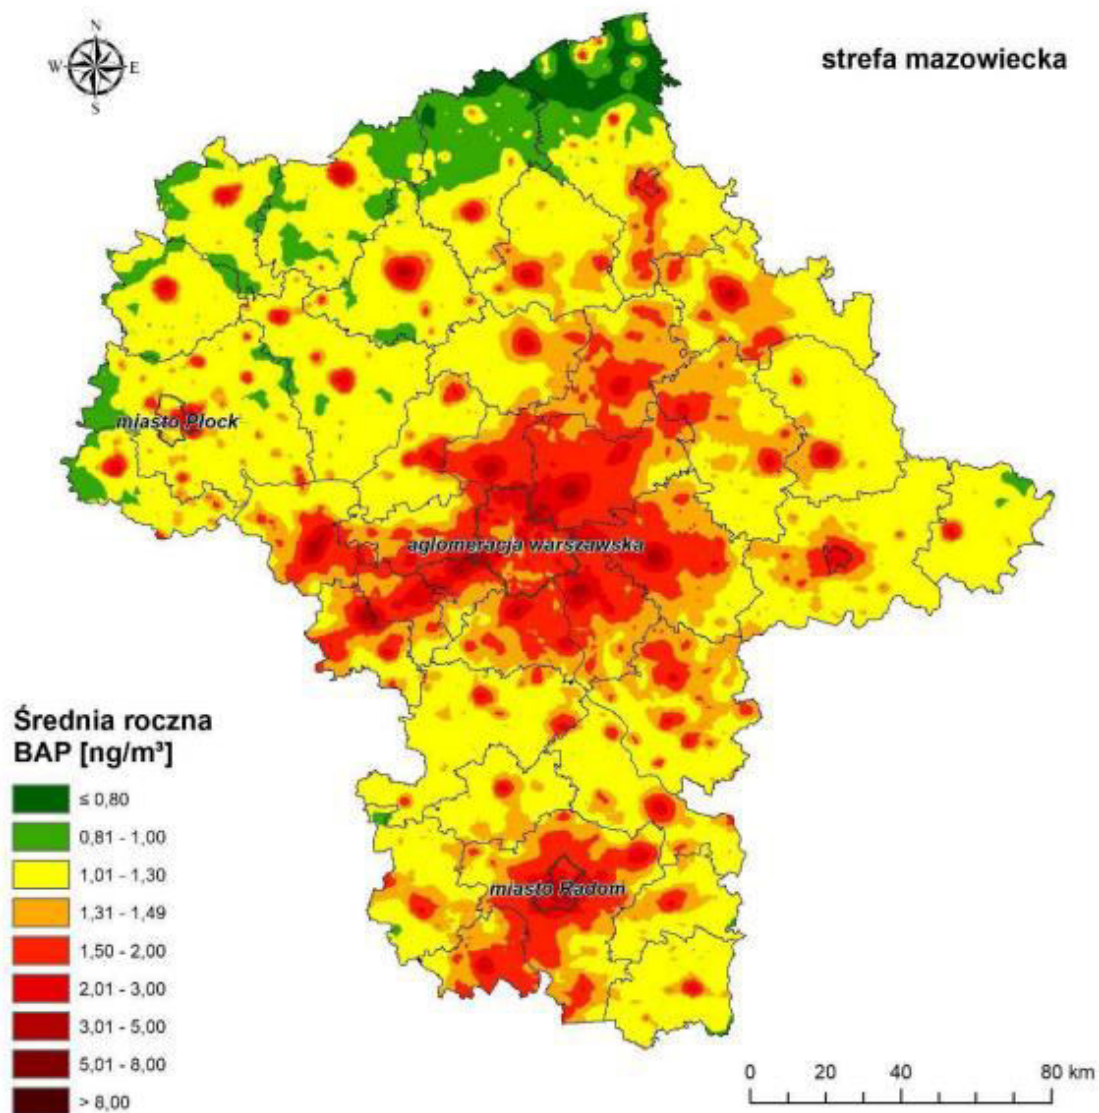 N
W E
S
strefa mazowiecka
miasto Płock
aglomeracja warszawska
miasto Radom
Średnia roczna
BAP [ng/m³]
≤ 0,80
0,81 - 1,00
1,01 - 1,30
1,31 - 1,49
1,50 - 2,00
2,01 - 3,00
3,01 - 5,00
5,01 - 8,00
> 8,00
0 20 40 80 km